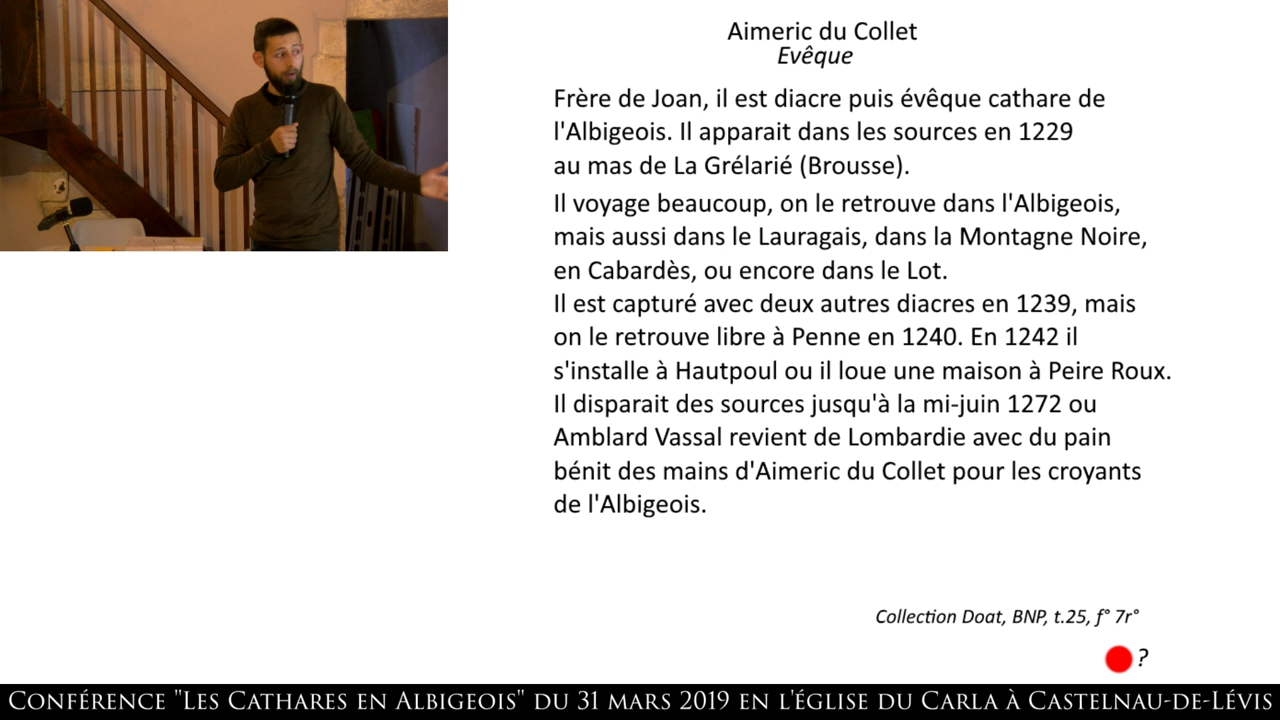 Aimeric du Collet
Evêque
Frère de Joan, il est diacre puis évêque cathare de
l'Albigeois. Il apparait dans les sources en 1229
au mas de La Grélarié (Brousse).
Il voyage beaucoup, on le retrouve dans l'Albigeois,
mais aussi dans le Lauragais, dans la Montagne Noire,
en Cabardès, ou encore dans le Lot.
Il est capturé avec deux autres diacres en 1239, mais
on le retrouve libre à Penne en 1240. En 1242 il
s'installe à Hautpoul ou il loue une maison à Peire Roux.
Il disparait des sources jusqu'à la mi-juin 1272 ou
Amblard Vassal revient de Lombardie avec du pain
bénit des mains d'Aimeric du Collet pour les croyants
de l'Albigeois.
Collection Doat, BNP, t.25, f° 7r°
?
Conférence "Les Cathares en Albigeois" du 31 mars 2019 en l'église du Carla à Castelnau-de-Lévis